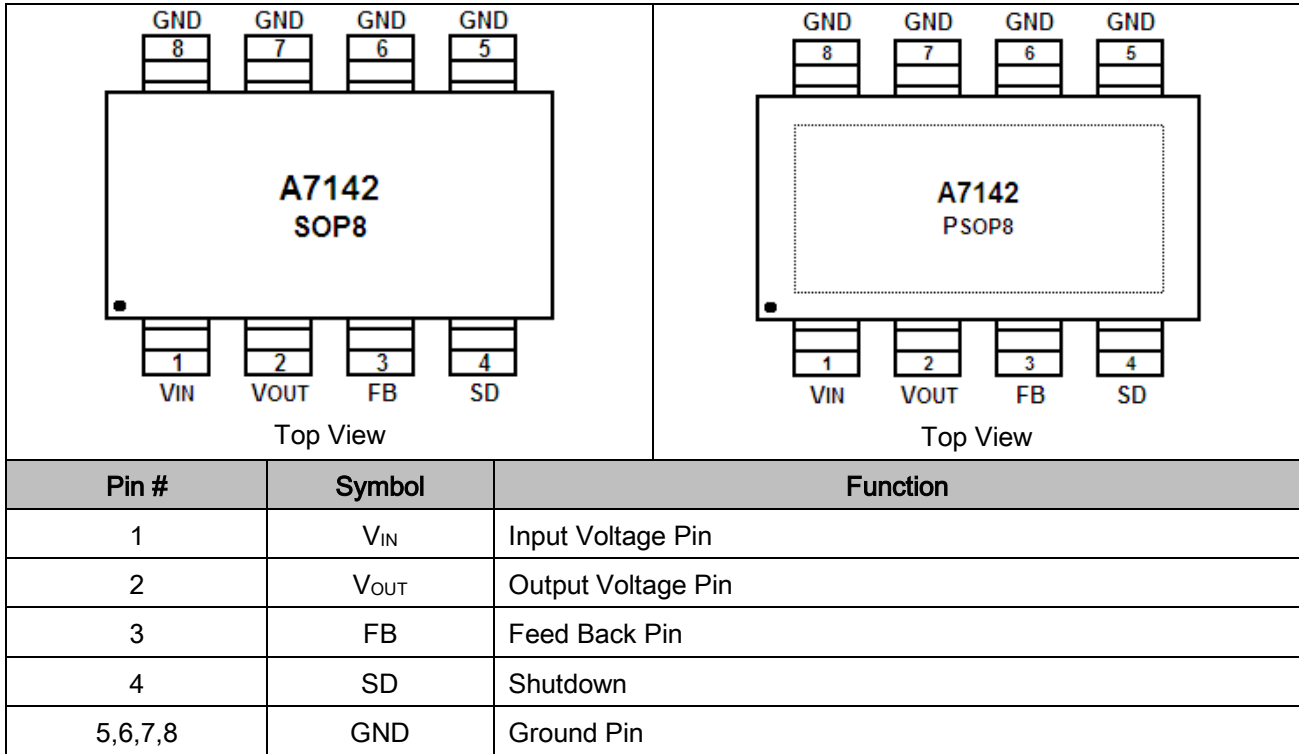 GND GND GND GND
8 7 6 5
A7142
SOP8
1 2 3 4
VIN VOUT FB SD
Top View
GND GND GND GND
8 7 6 5
A7142
PSOP8
1 2 3 4
VIN VOUT FB SD
Top View
Pin # Symbol Function
1 VIN Input Voltage Pin
2 VOUT Output Voltage Pin
3 FB Feed Back Pin
4 SD Shutdown
5,6,7,8 GND Ground Pin